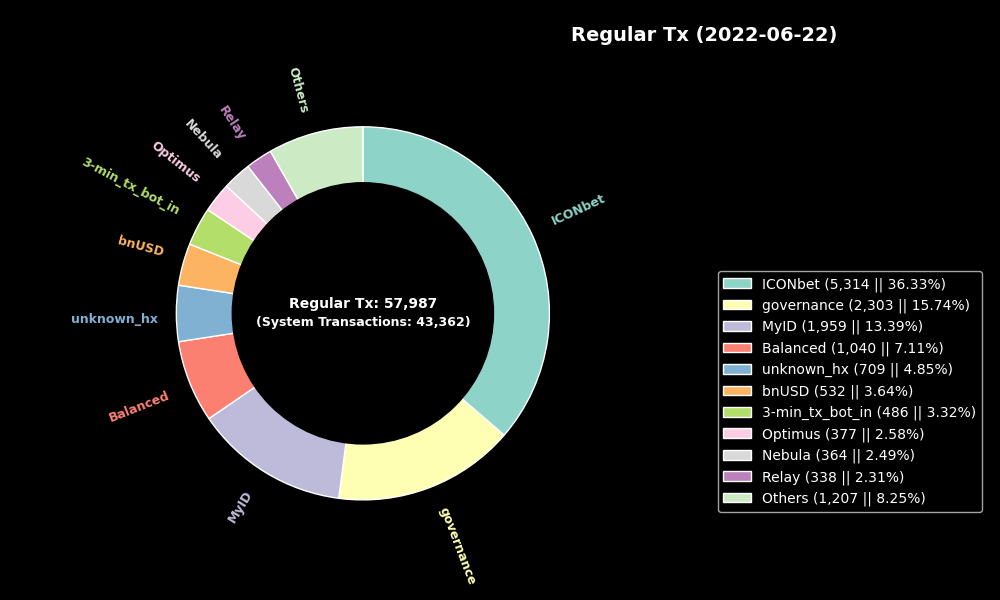 Regular Tx (2022-06-22)
Others
Relay
Nebula
Optimus
3-min_tx_bot_in
bnUSD
unknown_hx
Balanced
MyID
governance
ICONbet
Regular Tx: 57,987
(System Transactions: 43,362)
ICONbet (5,314 || 36.33%)
governance (2,303 || 15.74%)
MyID (1,959 || 13.39%)
Balanced (1,040 || 7.11%)
unknown_hx (709 || 4.85%)
bnUSD (532 || 3.64%)
3-min_tx_bot_in (486 || 3.32%)
Optimus (377 || 2.58%)
Nebula (364 || 2.49%)
Relay (338 || 2.31%)
Others (1,207 || 8.25%)